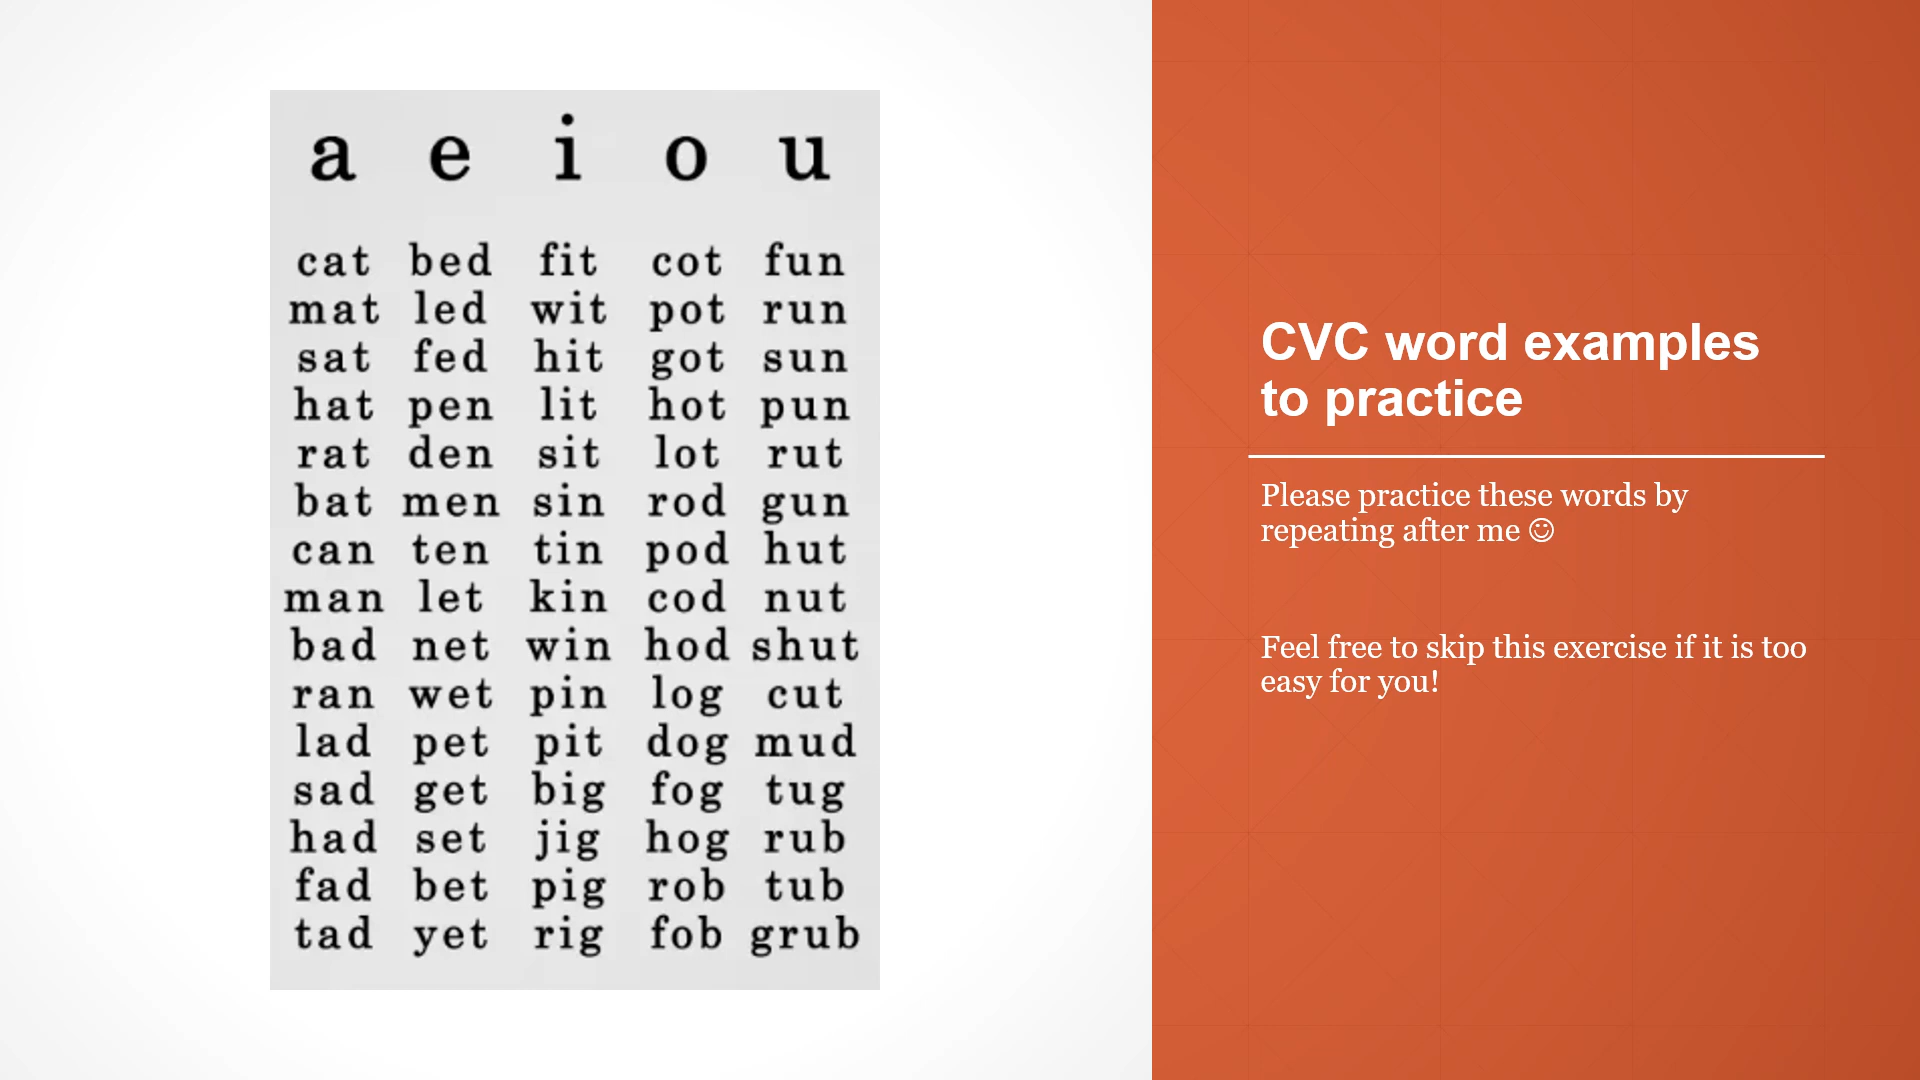 a e i o u
cat bed fit cot fun
mat led wit pot run
sat fed hit got sun
hat pen lit hot pun
rat den sit lot rut
bat men sin rod gun
can ten tin pod hut
man let kin cod nut
bad net win hod shut
ran wet pin log cut
lad pet pit dog mud
sad get big fog tug
had set jig hog rub
fad bet pig rob tub
tad yet rig fob grub
CVC word examples
to practice
Please practice these words by
repeating after me ☺
Feel free to skip this exercise if it is too
easy for you!